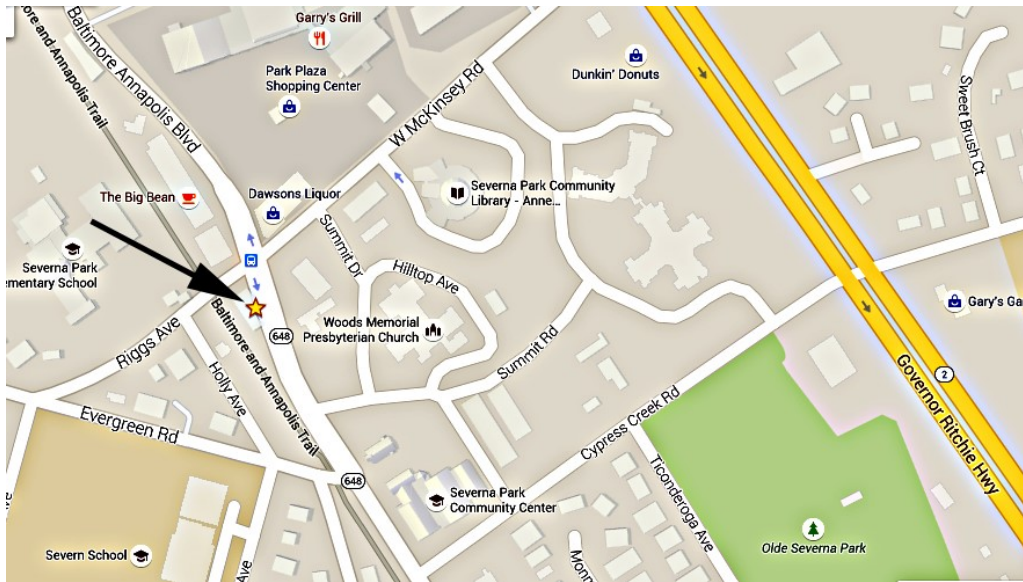 Garry's Grill
Park Plaza
Shopping Center
Dunkin' Donuts
Baltimore Annapolis Blvd
Baltimore and Annapolis Trail
W McKinsey Rd
Sweet Brush Ct
The Big Bean
Dawsons Liquor
Severna Park Community
Library - Anne...
Summit Dr
Hilltop Ave
Severna Park
ementary School
Woods Memorial
Presbyterian Church
648
Gary's Ga
Riggs Ave
Baltimore and Annapolis Trail
Holly Ave
Summit Rd
2
Governor Ritchie Hwy
Cypress Creek Rd
Evergreen Rd
648
Severna Park
Community Center
Ticonderoga Ave
Olde Severna Park
Severn School
Ave
Ave
Monr